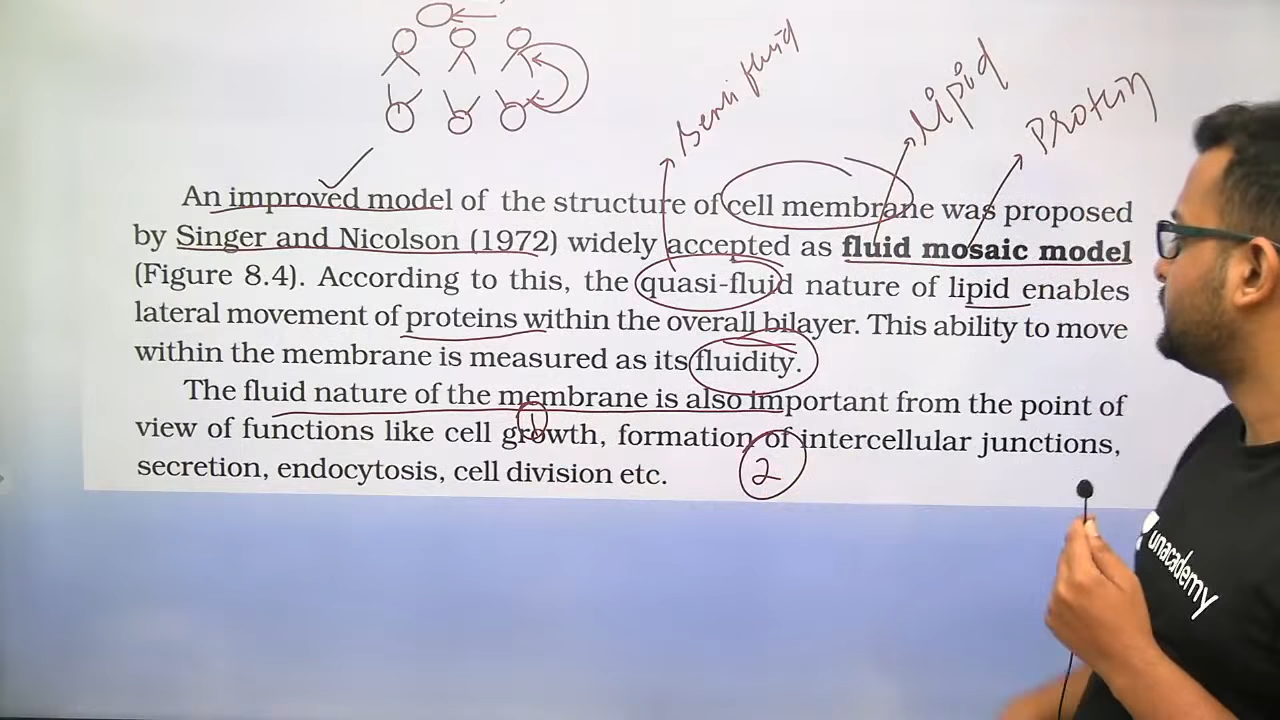 Semi fluid
Lipid
Protein
An improved model of the structure of cell membrane was proposed
by Singer and Nicolson (1972) widely accepted as fluid mosaic model
(Figure 8.4). According to this, the quasi-fluid nature of lipid enables
lateral movement of proteins within the overall bilayer. This ability to move
within the membrane is measured as its fluidity.
The fluid nature of the membrane is also important from the point of
view of functions like cell growth, formation of intercellular junctions,
secretion, endocytosis, cell division etc.
1
2
unacademy